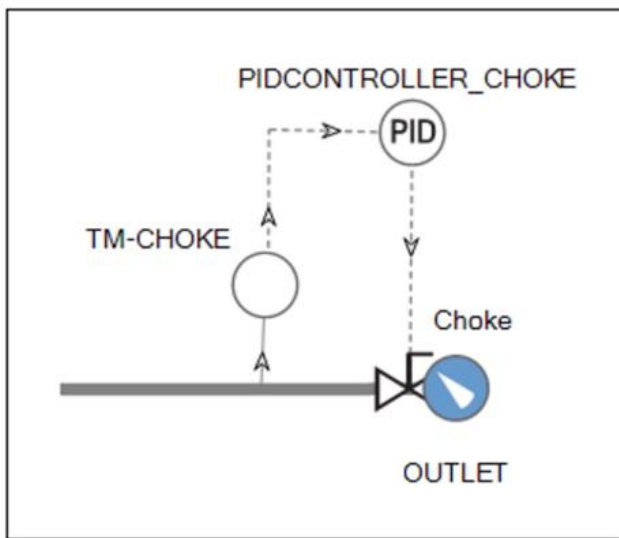 PIDCONTROLLER_CHOKE
PID
TM-CHOKE
Choke
OUTLET